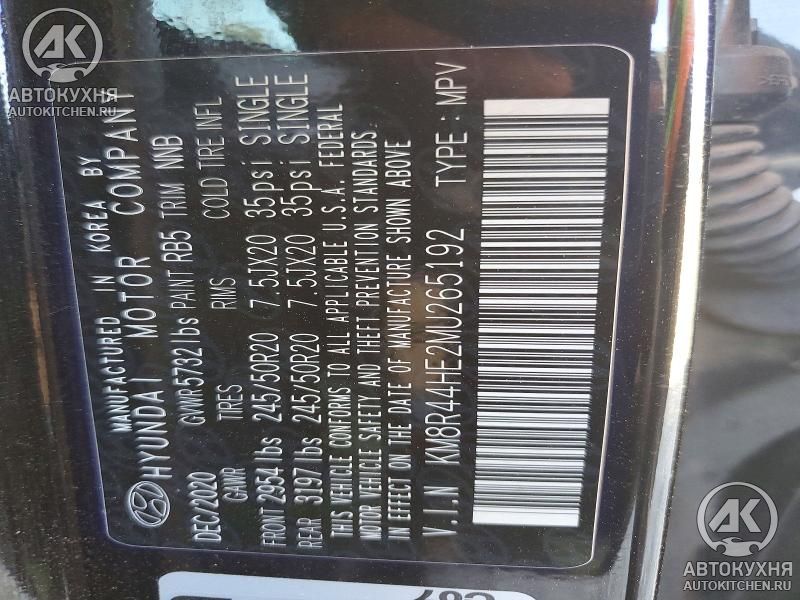 АВТОКУХНЯ
AUTOKITCHEN.RU
MANUFACTURED IN KOREA BY
HYUNDAI MOTOR COMPANY
DEC/2020 GVWR 5732 lbs PAINT RB5 TRIM NNB
GAWR TIRES RIMS COLD TIRE INFL
FRONT 2954 lbs 245/50R20 7.5JX20 35psi SINGLE
REAR 3197 lbs 245/50R20 7.5JX20 35psi SINGLE
THIS VEHICLE CONFORMS TO ALL APPLICABLE U.S.A. FEDERAL
MOTOR VEHICLE SAFETY AND THEFT PREVENTION STANDARDS.
IN EFFECT ON THE DATE OF MANUFACTURE SHOWN ABOVE
V.I.N KM8R44HE2MU265192 TYPE : MPV
АВТОКУХНЯ
AUTOKITCHEN.RU